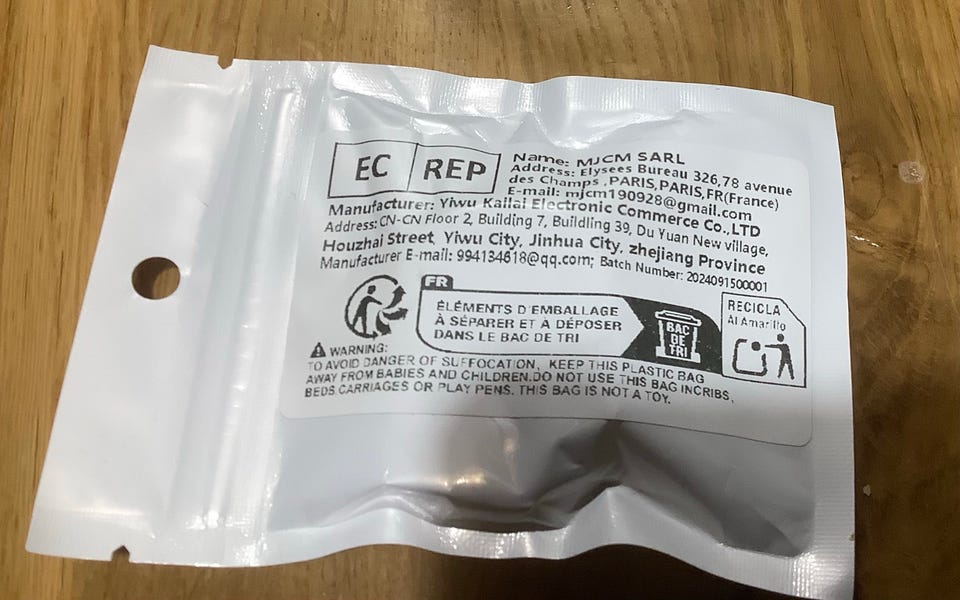 EC REP
Name: MJCM SARL
Address: Elysees Bureau 326,78 avenue
des Champs ,PARIS,PARIS,FR(France)
E-mail: mjcm190928@gmail.com
Manufacturer: Yiwu Kailai Electronic Commerce Co.,LTD
Address: CN-CN Floor 2, Building 7, Buildling 39, Du Yuan New village,
Houzhai Street, Yiwu City, Jinhua City, zhejiang Province
Manufacturer E-mail: 994134618@qq.com; Batch Number: 2024091500001
FR
ÉLÉMENTS D'EMBALLAGE
À SÉPARER ET À DÉPOSER
DANS LE BAC DE TRI
BAC
DE
TRI
RECICLA
Al Amarillo
WARNING:
TO AVOID DANGER OF SUFFOCATION, KEEP THIS PLASTIC BAG
AWAY FROM BABIES AND CHILDREN.DO NOT USE THIS BAG INCRIBS,
BEDS,CARRIAGES OR PLAY PENS. THIS BAG IS NOT A TOY.